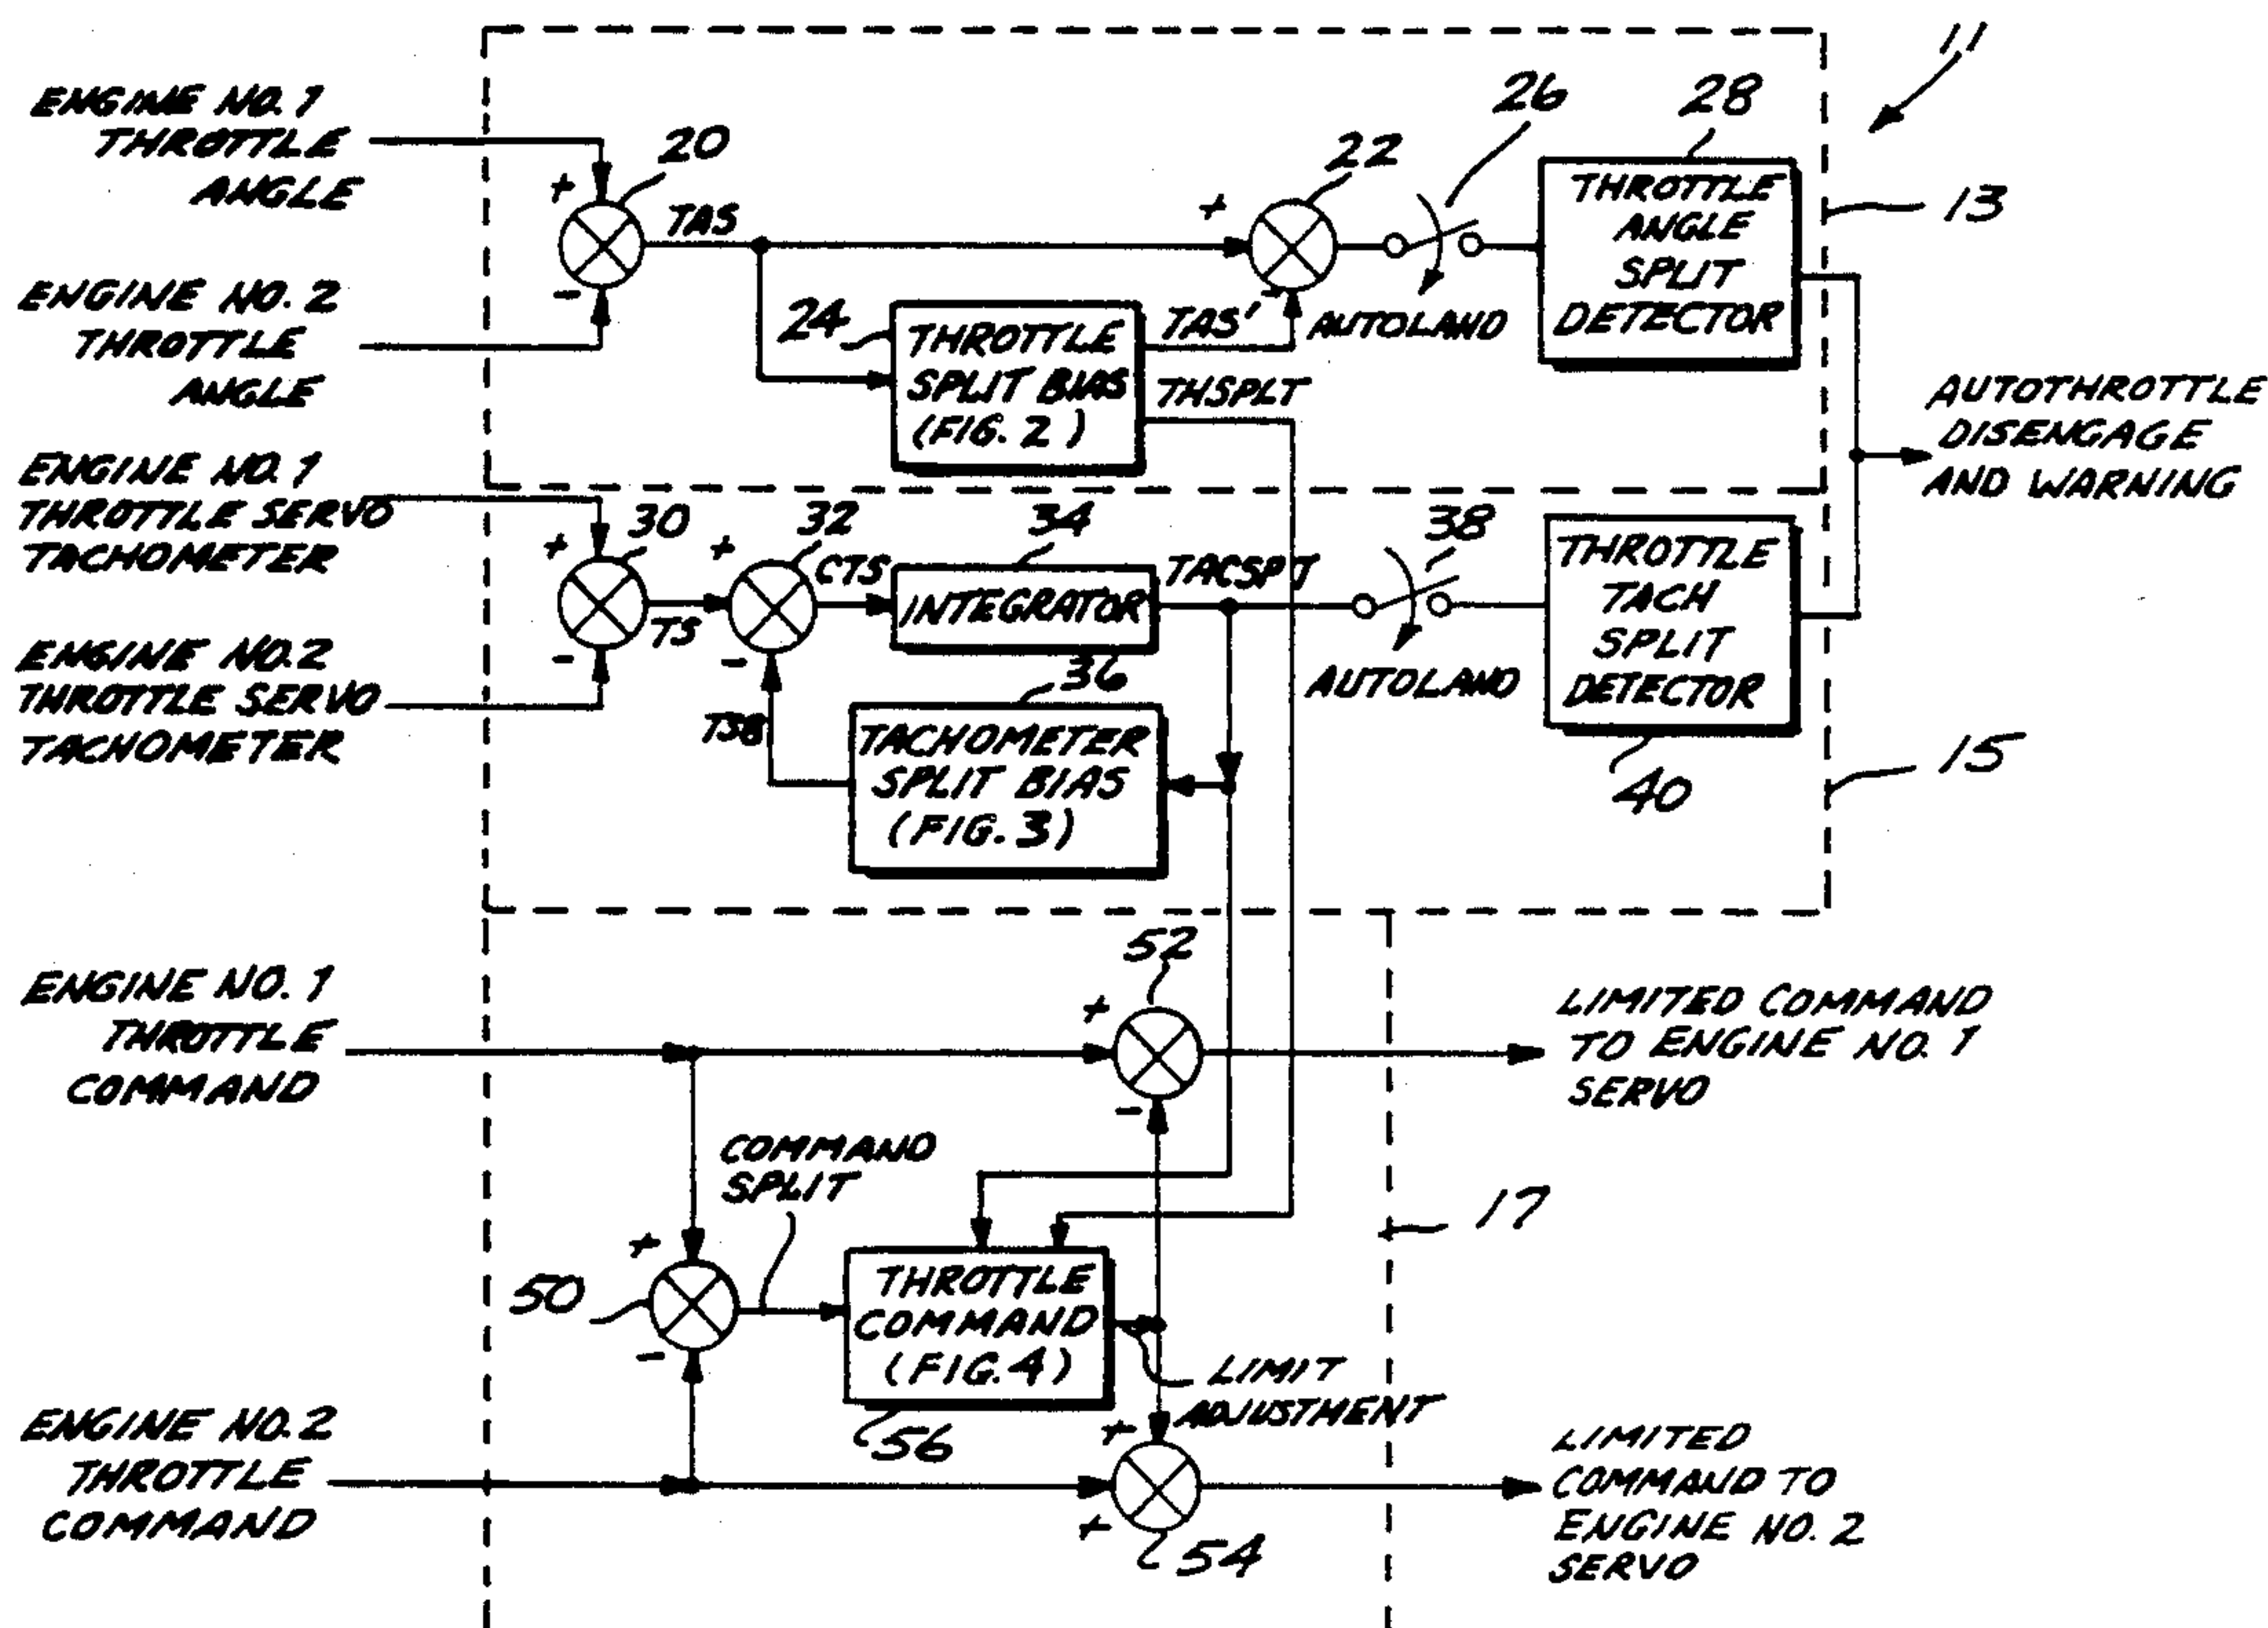 11
ENGINE NO. 1
THROTTLE
ANGLE
+
20
TAS
-
ENGINE NO. 2
THROTTLE
ANGLE
24
THROTTLE
SPLIT BIAS
(FIG. 2)
TAS'
THSPLT
+
22
-
26
AUTOLAND
28
THROTTLE
ANGLE
SPLIT
DETECTOR
13
AUTOTHROTTLE
DISENGAGE
AND WARNING
ENGINE NO. 1
THROTTLE SERVO
TACHOMETER
+
30
-
TS
+
32
-
CTS
34
INTEGRATOR
TACSPT
38
AUTOLAND
THROTTLE
TACH
SPLIT
DETECTOR
40
15
ENGINE NO. 2
THROTTLE SERVO
TACHOMETER
TSB
36
TACHOMETER
SPLIT BIAS
(FIG. 3)
ENGINE NO. 1
THROTTLE
COMMAND
52
+
-
LIMITED COMMAND
TO ENGINE NO. 1
SERVO
COMMAND
SPLIT
17
+
50
-
THROTTLE
COMMAND
(FIG. 4)
56
LIMIT
ADJUSTMENT
ENGINE NO. 2
THROTTLE
COMMAND
+
+
54
LIMITED
COMMAND TO
ENGINE NO. 2
SERVO